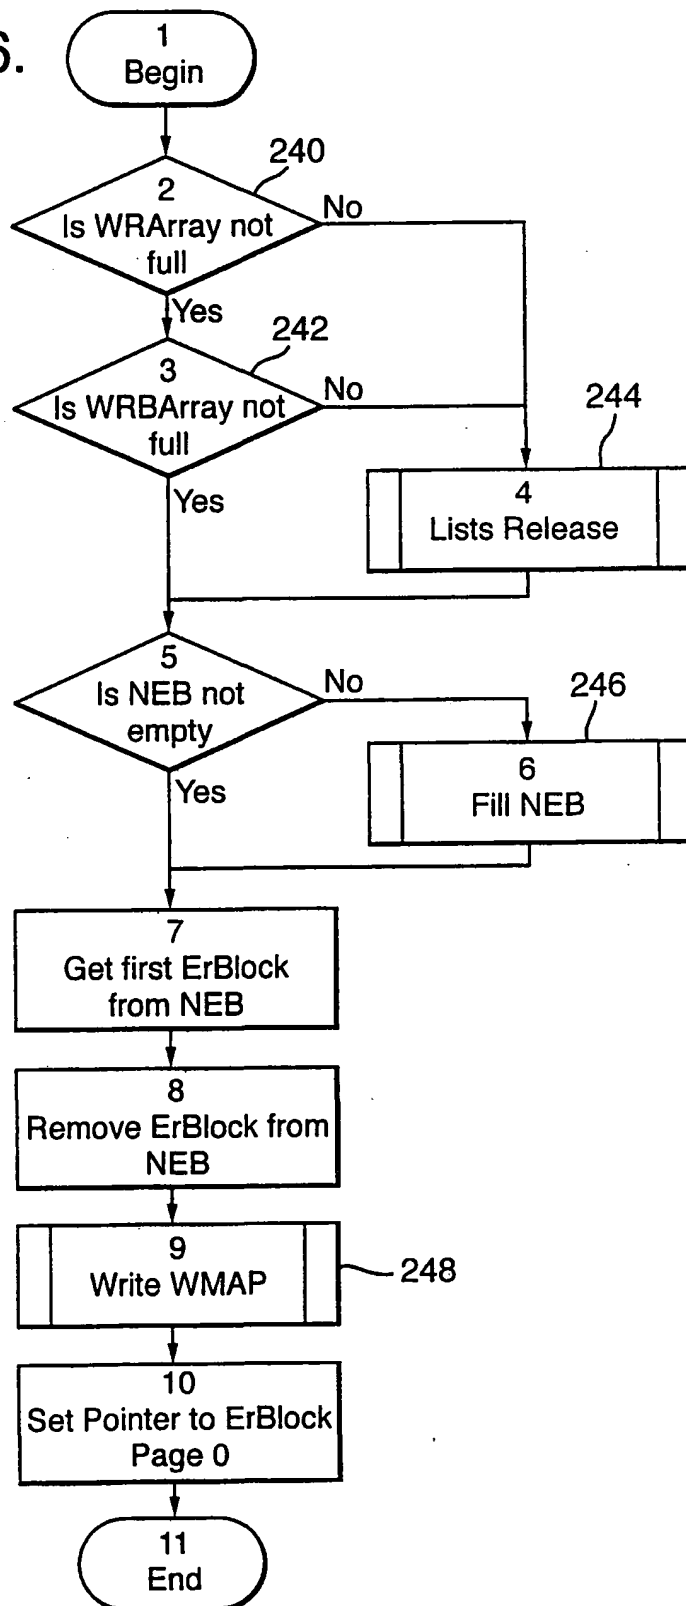 6.
1
Begin
240
2
Is WRArray not
full
No
Yes
242
3
Is WRBArray not
full
No
Yes
244
4
Lists Release
5
Is NEB not
empty
No
Yes
246
6
Fill NEB
7
Get first ErBlock
from NEB
8
Remove ErBlock from
NEB
9
Write WMAP
248
10
Set Pointer to ErBlock
Page 0
11
End